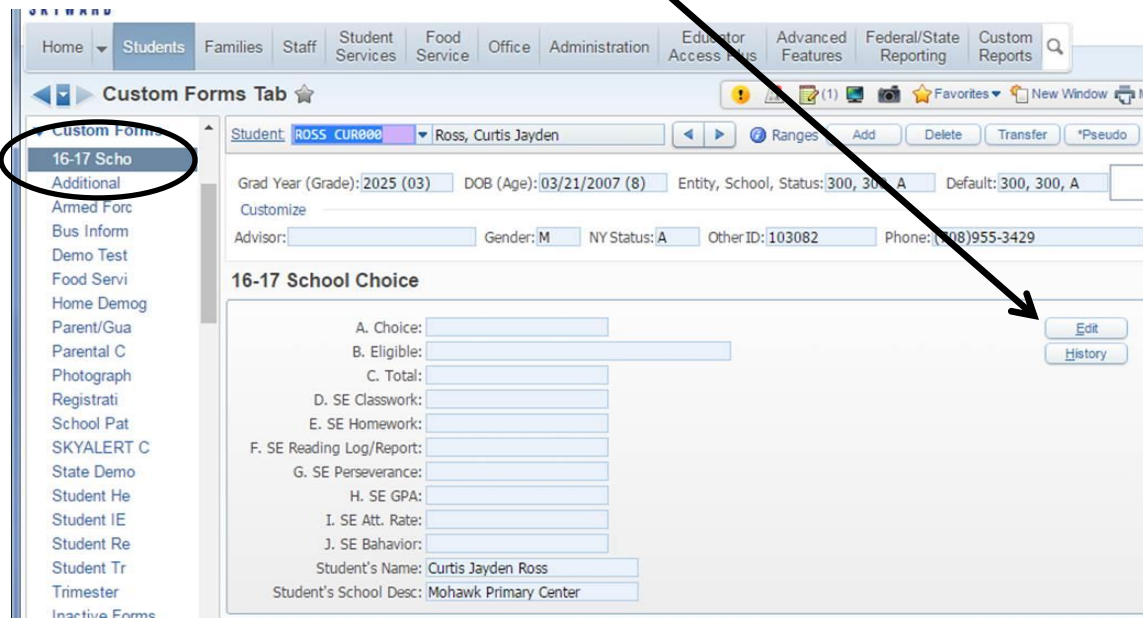 SKYWARD
Home Students Families Staff Student Services Food Service Office Administration Educator Access Plus Advanced Features Federal/State Reporting Custom Reports
Custom Forms Tab (1) Favorites New Window
Custom Forms
16-17 Scho
Additional
Armed Forc
Bus Inform
Demo Test
Food Servi
Home Demog
Parent/Gua
Parental C
Photograph
Registrati
School Pat
SKYALERT C
State Demo
Student He
Student IE
Student Re
Student Tr
Trimester
Inactive Forms
Student: ROSS CUR000 Ross, Curtis Jayden Ranges Add Delete Transfer *Pseudo
Grad Year (Grade): 2025 (03) DOB (Age): 03/21/2007 (8) Entity, School, Status: 300, 300, A Default: 300, 300, A
Customize
Advisor: Gender: M NY Status: A Other ID: 103082 Phone: (708)955-3429
16-17 School Choice
A. Choice:
B. Eligible:
C. Total:
D. SE Classwork:
E. SE Homework:
F. SE Reading Log/Report:
G. SE Perseverance:
H. SE GPA:
I. SE Att. Rate:
J. SE Bahavior:
Student's Name: Curtis Jayden Ross
Student's School Desc: Mohawk Primary Center
Edit
History